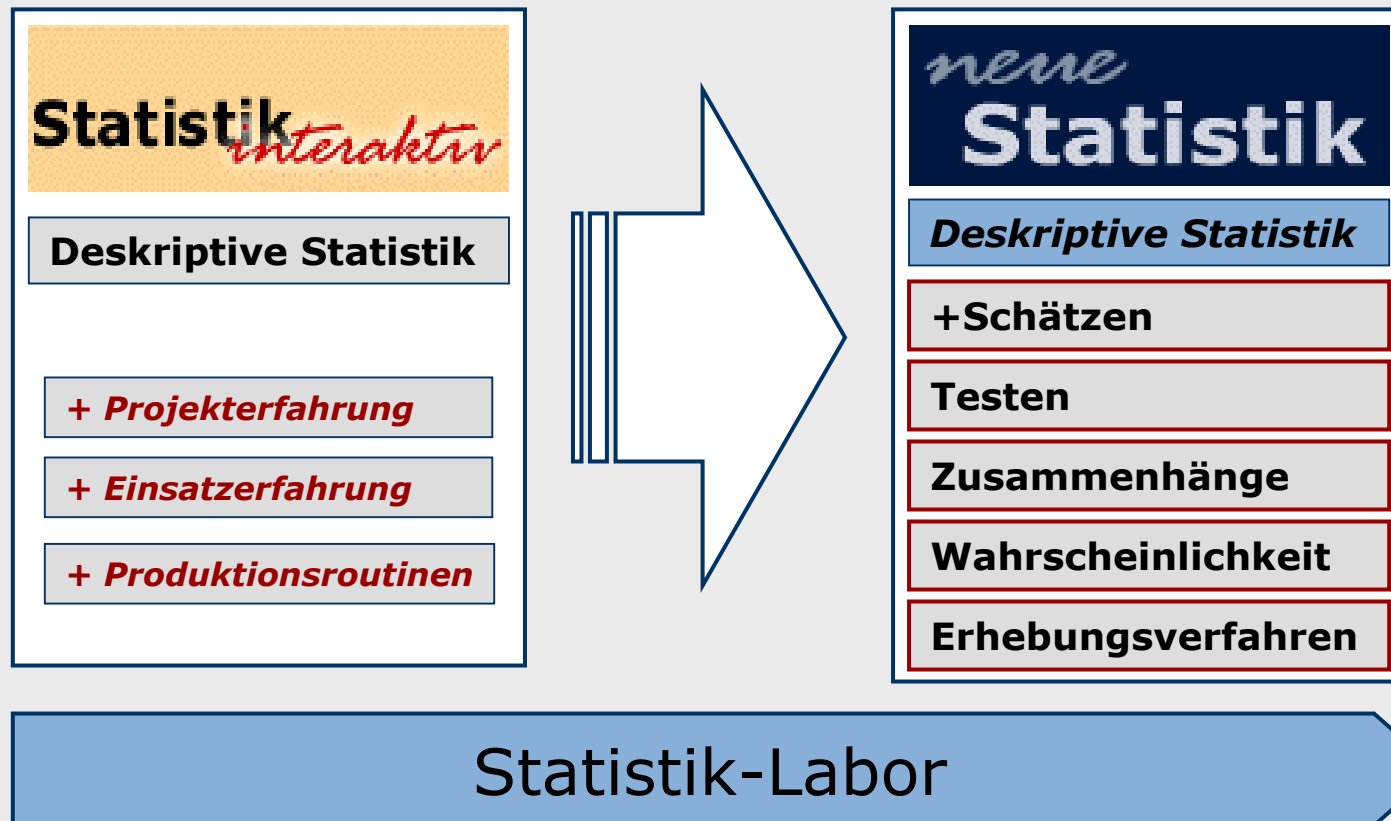 Statistik interaktiv
Deskriptive Statistik
+ Projekterfahrung
+ Einsatzerfahrung
+ Produktionsroutinen
neue
Statistik
Deskriptive Statistik
+Schätzen
Testen
Zusammenhänge
Wahrscheinlichkeit
Erhebungsverfahren
Statistik-Labor